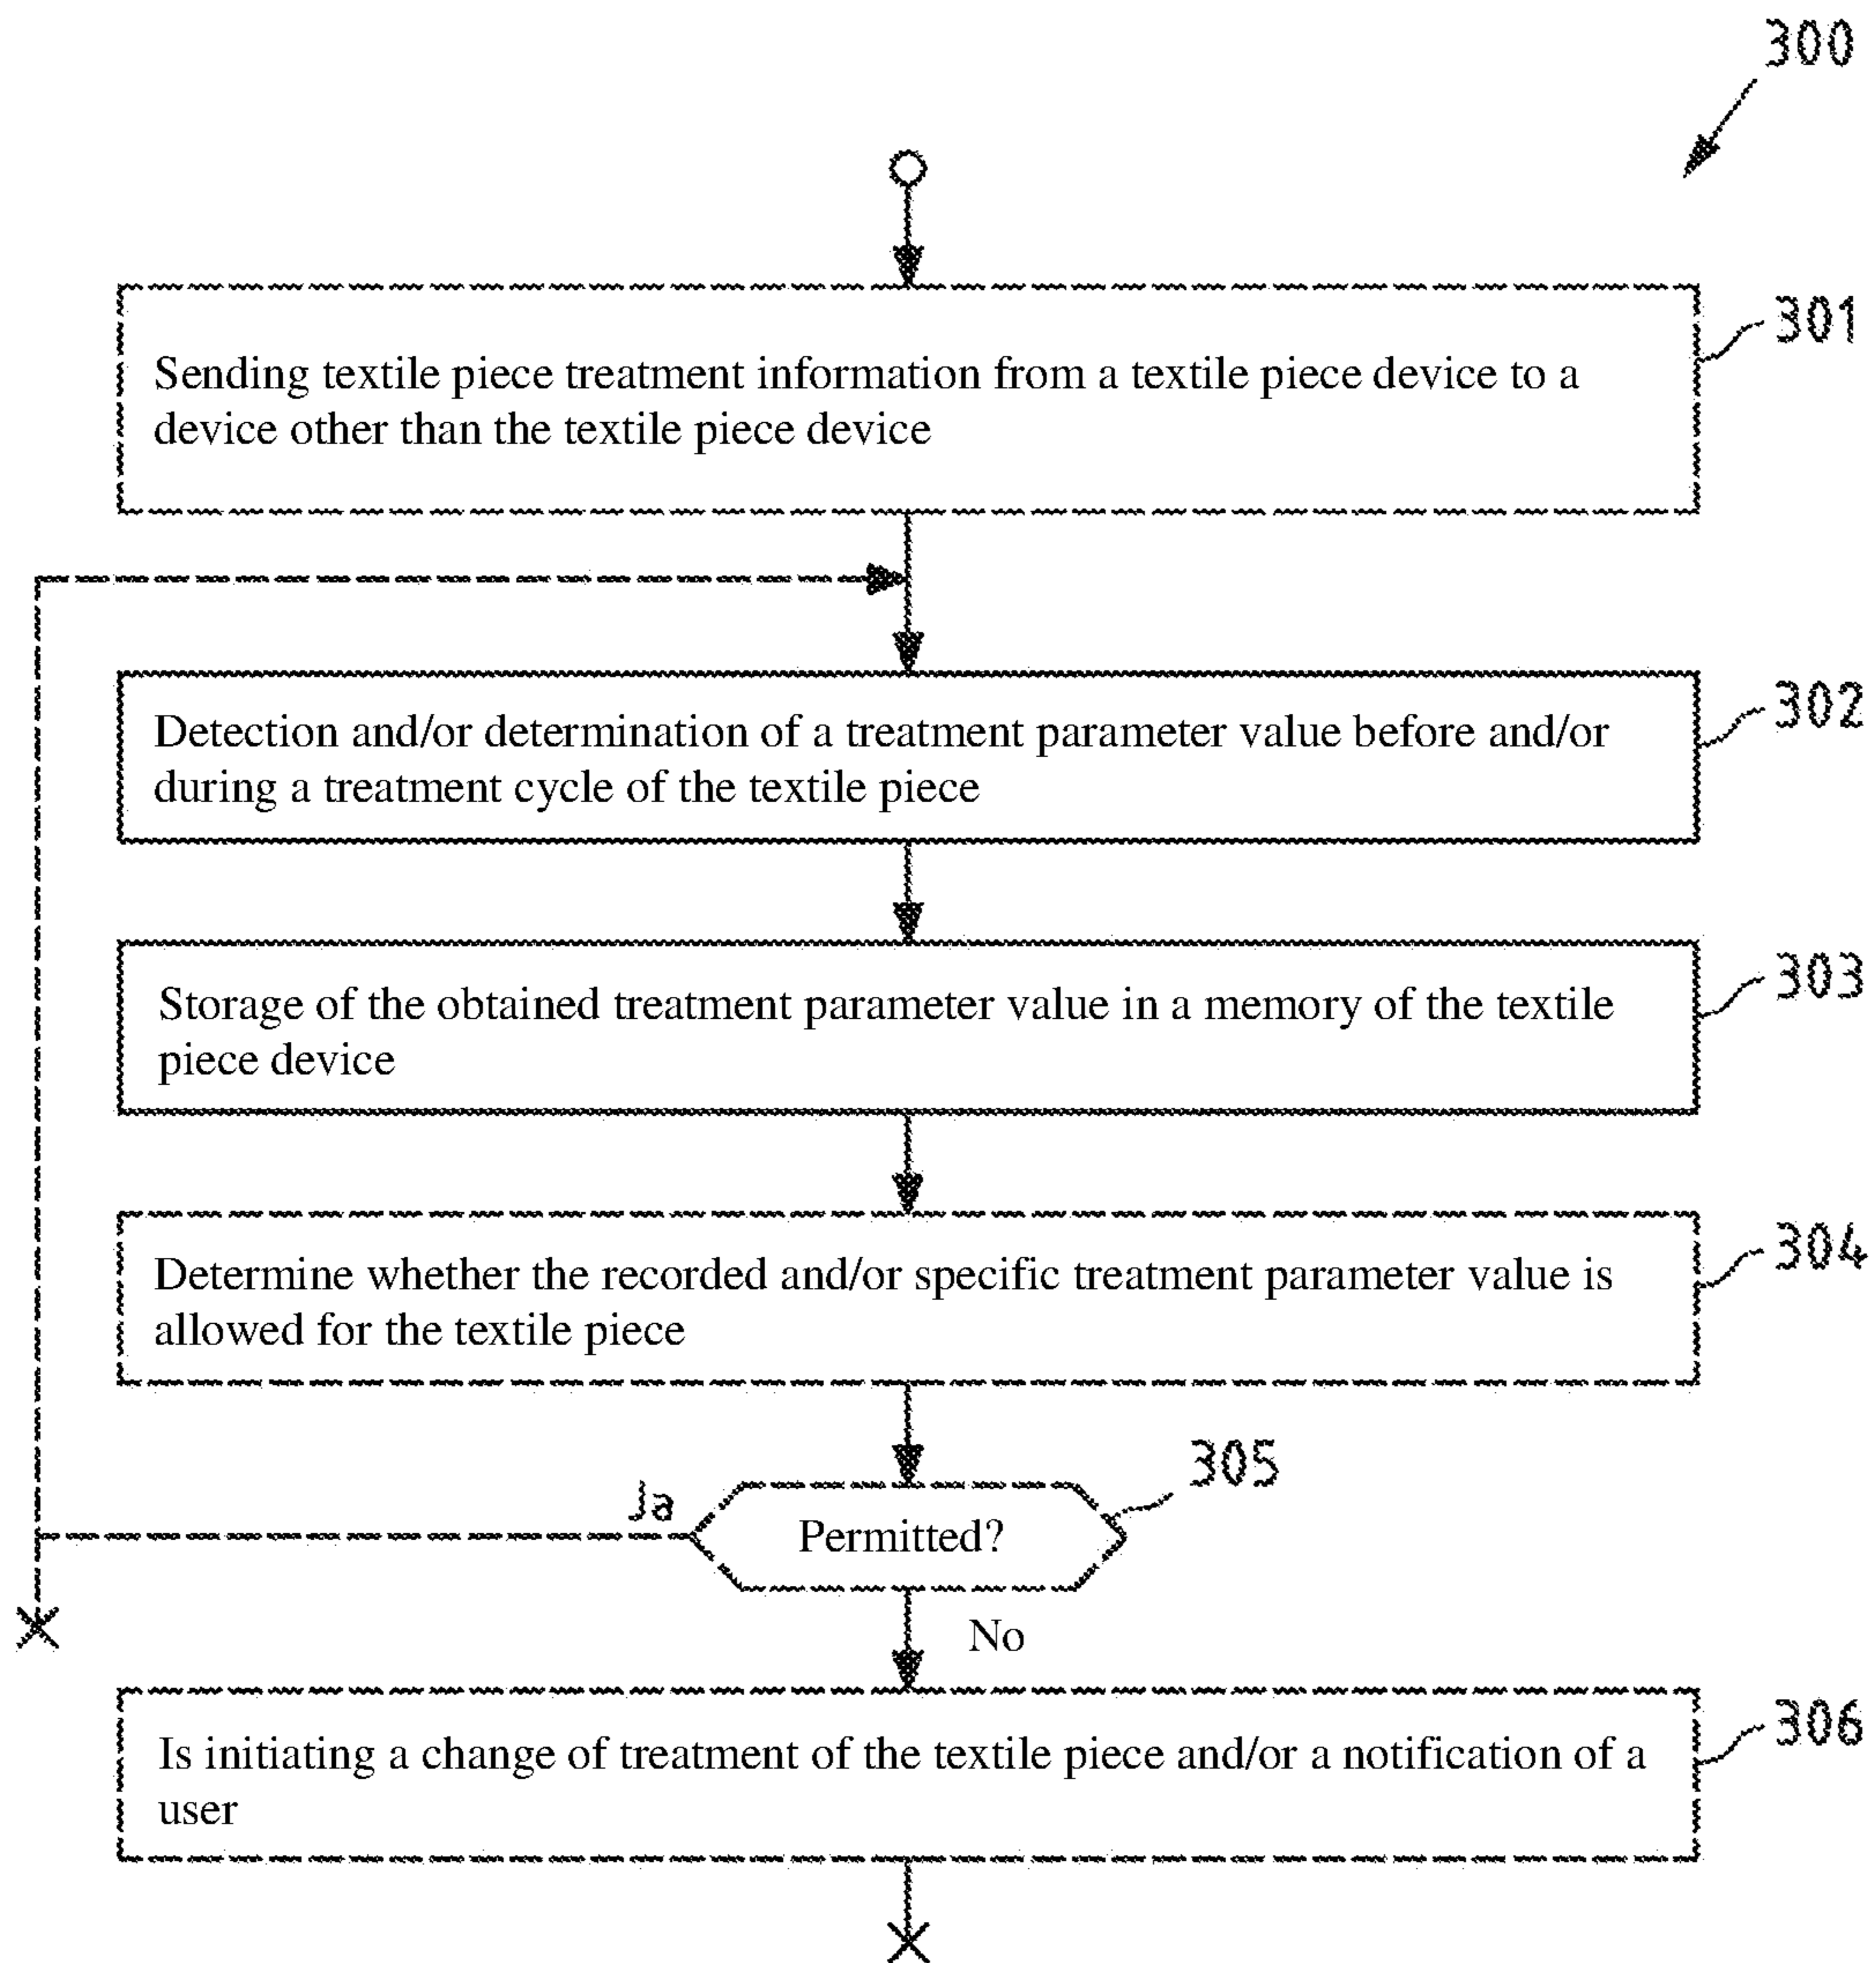 300
301
Sending textile piece treatment information from a textile piece device to a
device other than the textile piece device
302
Detection and/or determination of a treatment parameter value before and/or
during a treatment cycle of the textile piece
303
Storage of the obtained treatment parameter value in a memory of the textile
piece device
304
Determine whether the recorded and/or specific treatment parameter value is
allowed for the textile piece
305
Ja
Permitted?
No
306
Is initiating a change of treatment of the textile piece and/or a notification of a
user